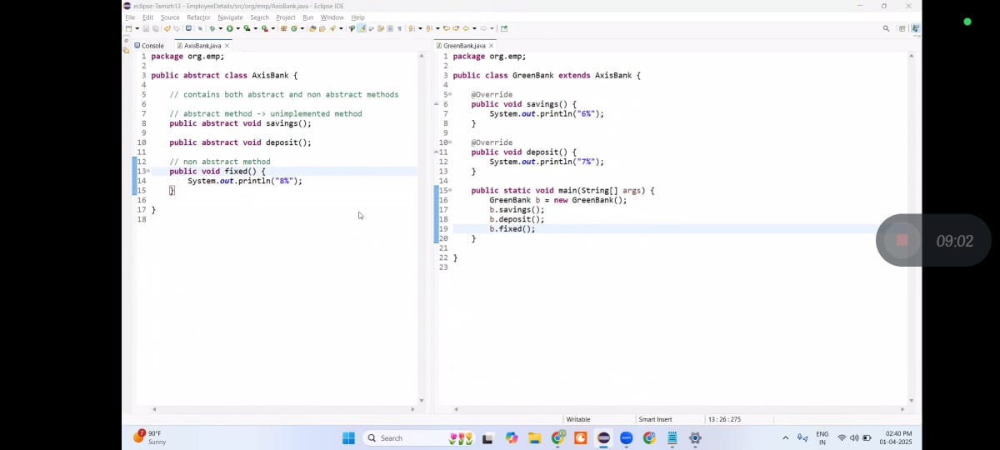 eclipse-Tamizh13 - EmployeeDetails/src/org/emp/AxisBank.java - Eclipse IDE
File Edit Source Refactor Navigate Search Project Run Window Help
Console AxisBank.java
1 package org.emp;
2
3 public abstract class AxisBank {
4
5 // contains both abstract and non abstract methods
6
7 // abstract method -> unimplemented method
8 public abstract void savings();
9
10 public abstract void deposit();
11
12 // non abstract method
13 public void fixed() {
14 System.out.println("8%");
15 }
16
17 }
18
GreenBank.java
1 package org.emp;
2
3 public class GreenBank extends AxisBank {
4
5 @Override
6 public void savings() {
7 System.out.println("6%");
8 }
9
10 @Override
11 public void deposit() {
12 System.out.println("7%");
13 }
14
15 public static void main(String[] args) {
16 GreenBank b = new GreenBank();
17 b.savings();
18 b.deposit();
19 b.fixed();
20 }
21
22 }
23
09:02
Writable Smart Insert 13:26:275
7 90°F
Sunny
Search
ENG
IN
02:40 PM
01-04-2025